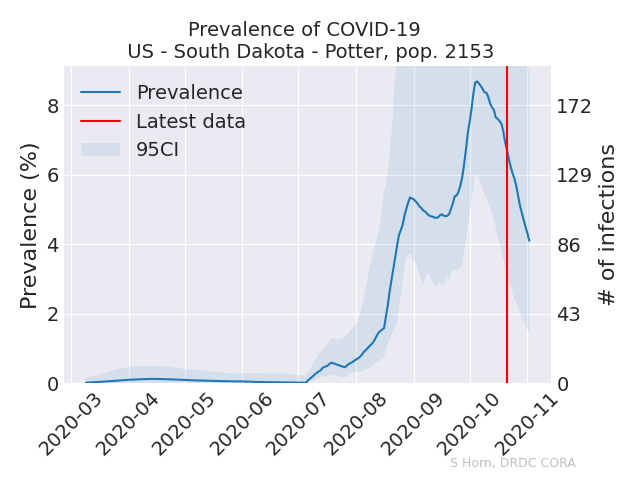 Prevalence of COVID-19
US - South Dakota - Potter, pop. 2153
Prevalence
Latest data
95CI
Prevalence (%)
8
6
4
2
0
172
129
86
43
0
# of infections
2020-03
2020-04
2020-05
2020-06
2020-07
2020-08
2020-09
2020-10
2020-11
S Horn, DRDC CORA